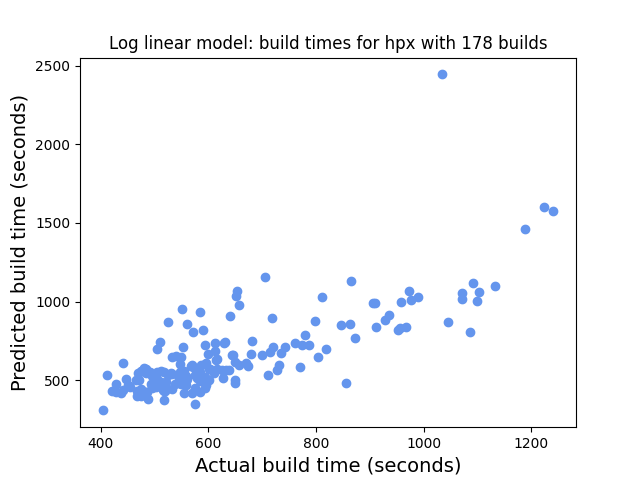 Log linear model: build times for hpx with 178 builds
Predicted build time (seconds)
2500
2000
1500
1000
500
400 600 800 1000 1200
Actual build time (seconds)